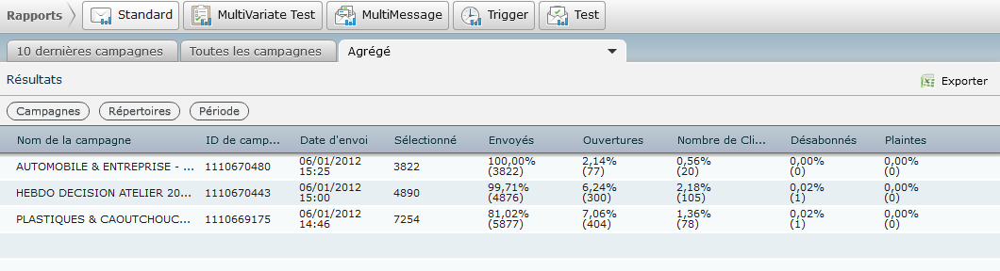 Rapports Standard MultiVariate Test MultiMessage Trigger Test
10 dernières campagnes Toutes les campagnes Agrégé
Résultats Exporter
Campagnes Répertoires Période
Nom de la campagne ID de camp... Date d'envoi Sélectionné Envoyés Ouvertures Nombre de Cli... Désabonnés Plaintes
AUTOMOBILE & ENTREPRISE - ... 1110670480 06/01/2012 15:25 3822 100,00% (3822) 2,14% (77) 0,56% (20) 0,00% (0) 0,00% (0)
HEBDO DECISION ATELIER 20... 1110670443 06/01/2012 15:00 4890 99,71% (4876) 6,24% (300) 2,18% (105) 0,02% (1) 0,00% (0)
PLASTIQUES & CAOUTCHOUC... 1110669175 06/01/2012 14:46 7254 81,02% (5877) 7,06% (404) 1,36% (78) 0,02% (1) 0,00% (0)